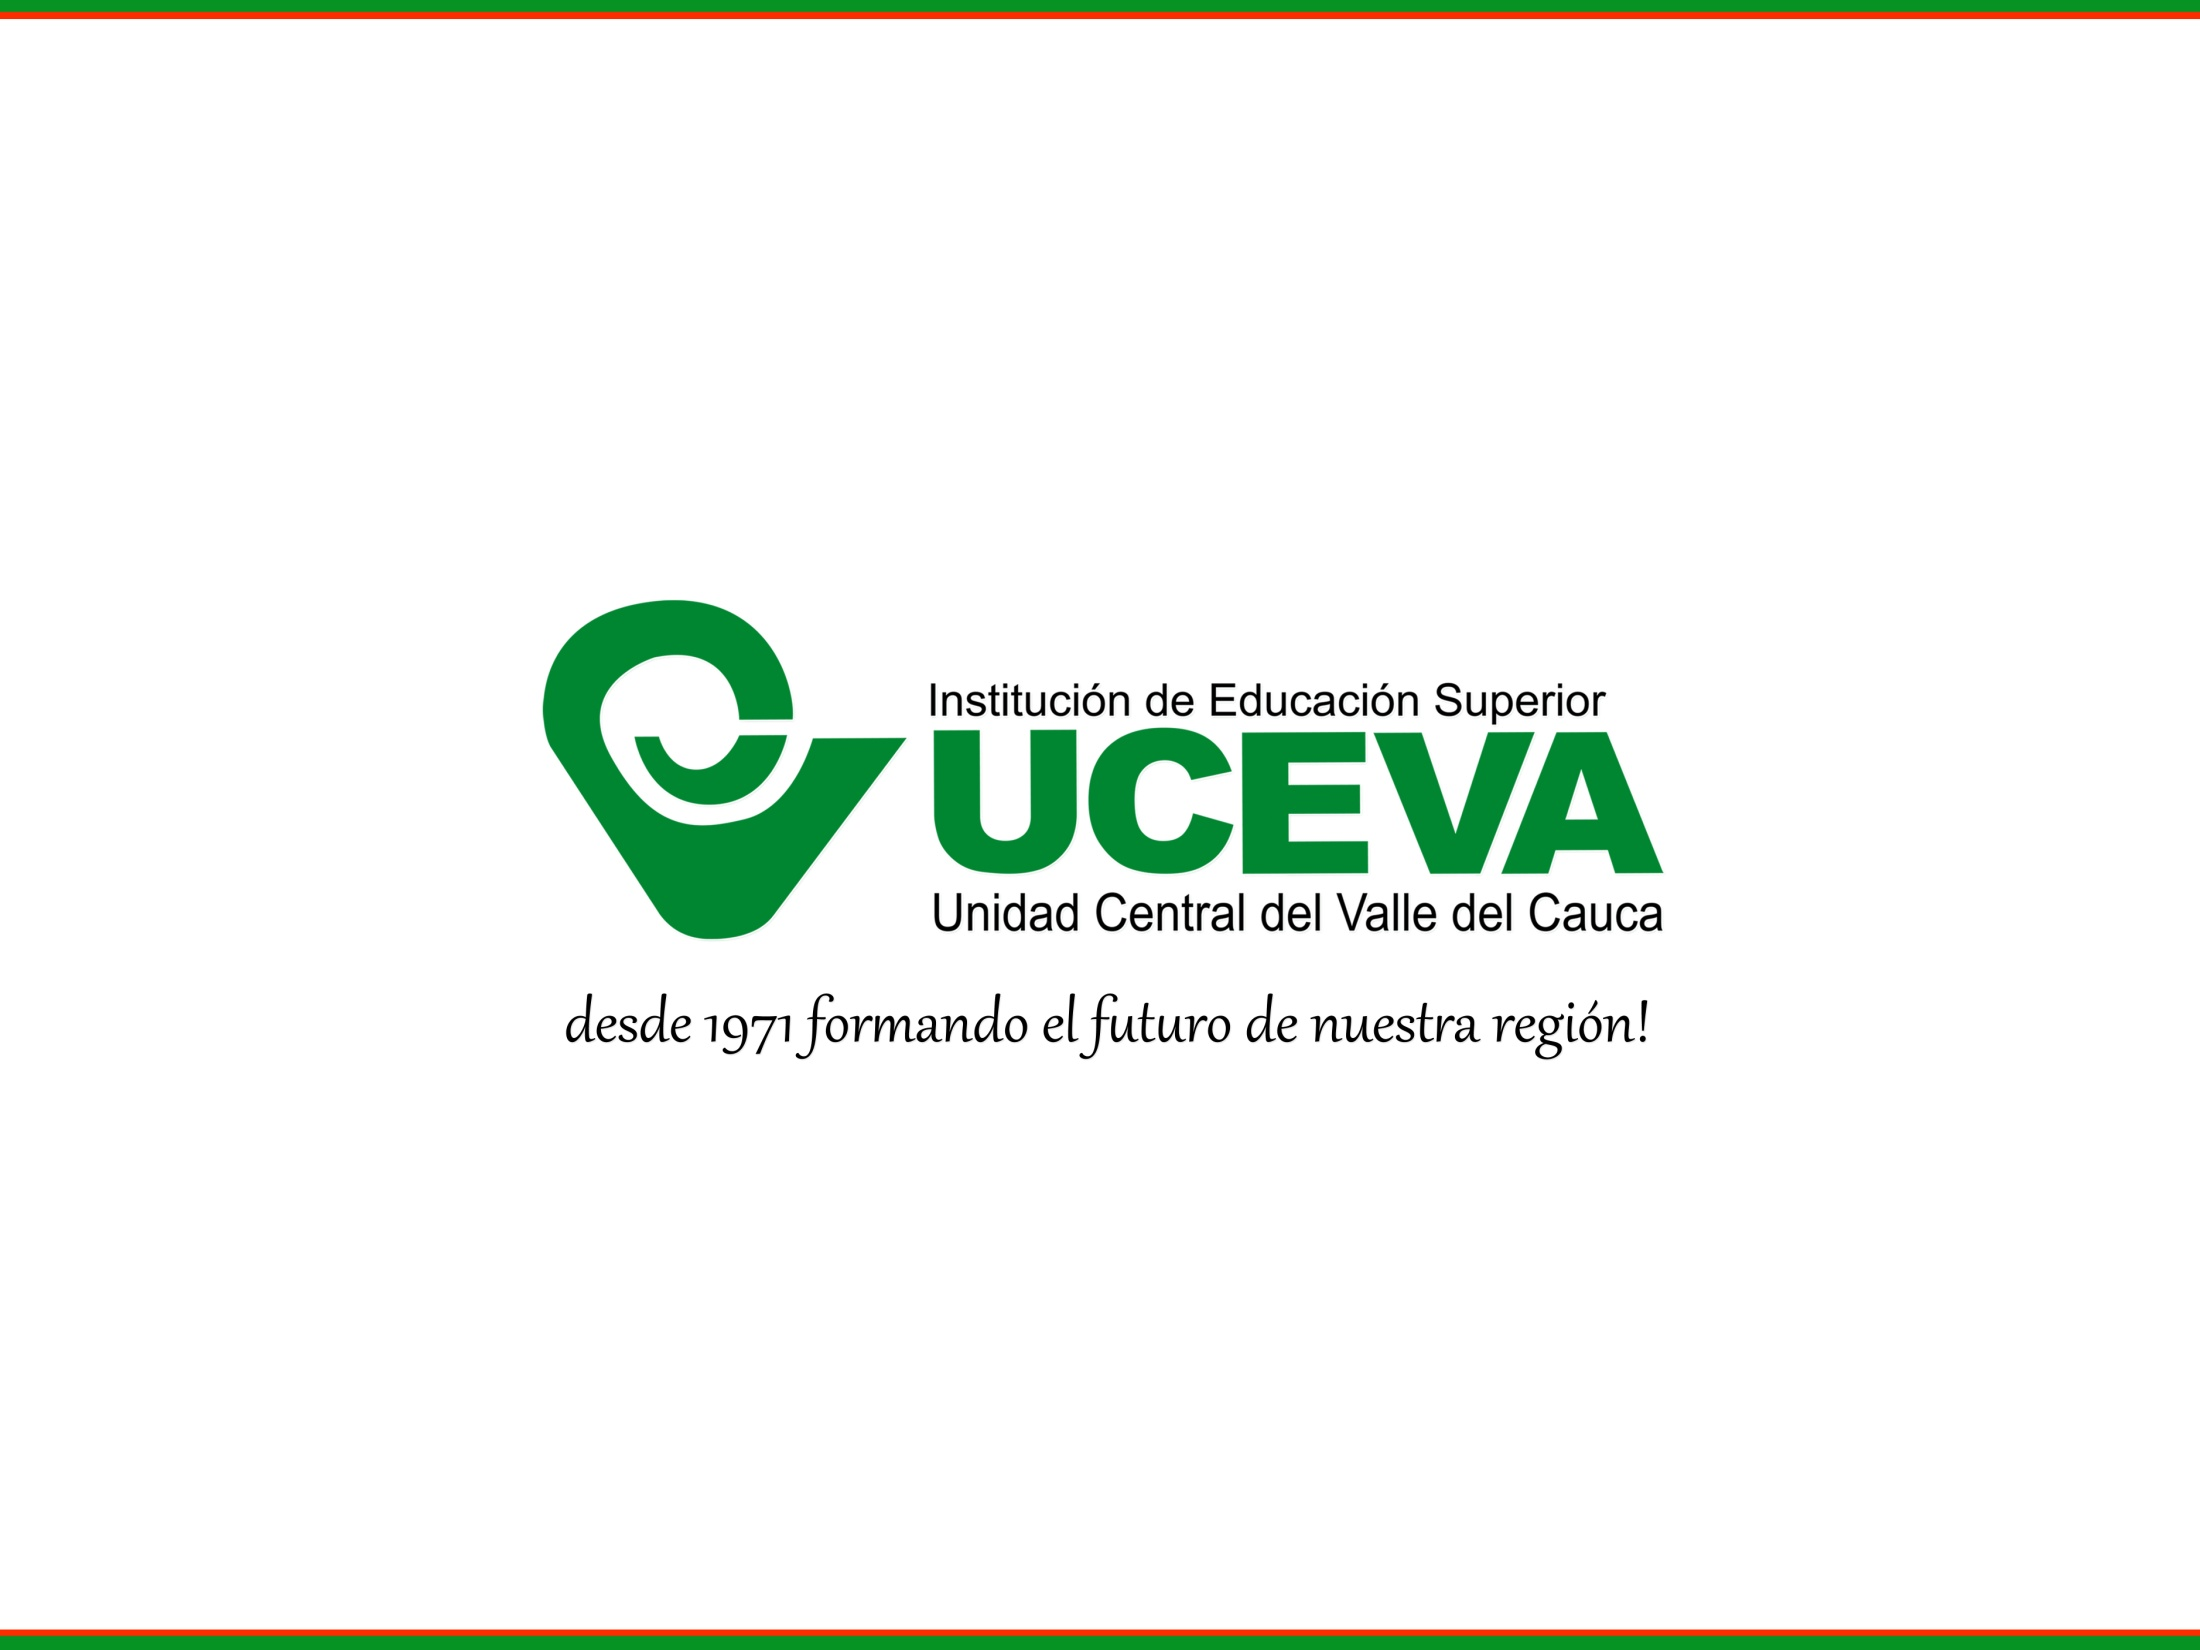 Institución de Educación Superior
UCEVA
Unidad Central del Valle del Cauca
desde 1971 formando el futuro de nuestra región!